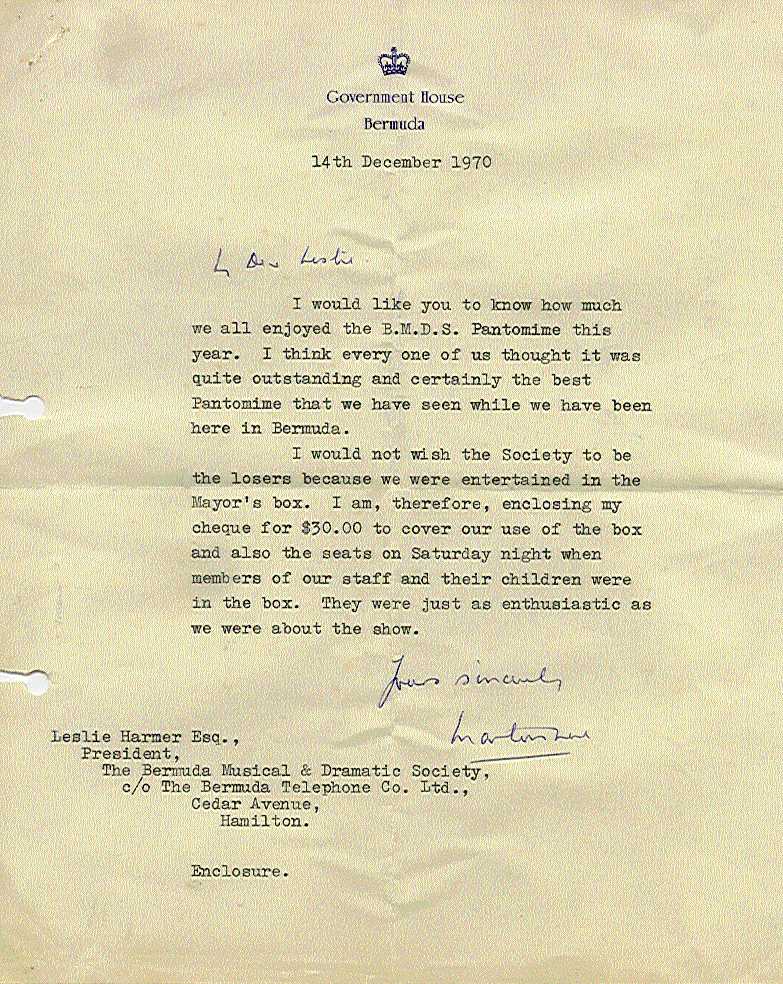 Government House
Bermuda
14th December 1970
My Dear Leslie.
I would like you to know how much
we all enjoyed the B.M.D.S. Pantomime this
year.  I think every one of us thought it was
quite outstanding and certainly the best
Pantomime that we have seen while we have been
here in Bermuda.
I would not wish the Society to be
the losers because we were entertained in the
Mayor's box.  I am, therefore, enclosing my
cheque for $30.00 to cover our use of the box
and also the seats on Saturday night when
members of our staff and their children were
in the box.  They were just as enthusiastic as
we were about the show.
Yours sincerely
Leslie Harmer Esq.,
President,
The Bermuda Musical & Dramatic Society,
c/o The Bermuda Telephone Co. Ltd.,
Cedar Avenue,
Hamilton.
Enclosure.